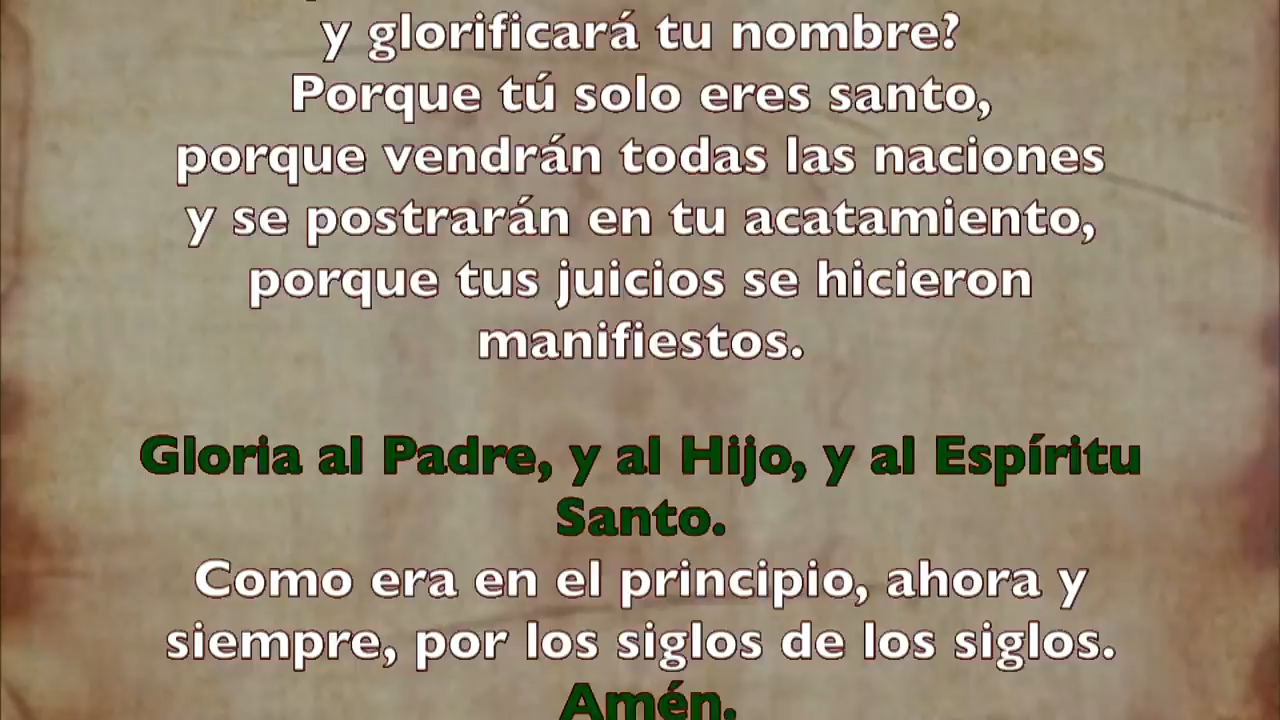 y glorificará tu nombre?
Porque tú solo eres santo,
porque vendrán todas las naciones
y se postrarán en tu acatamiento,
porque tus juicios se hicieron
manifiestos.
Gloria al Padre, y al Hijo, y al Espíritu
Santo.
Como era en el principio, ahora y
siempre, por los siglos de los siglos.
Amén.